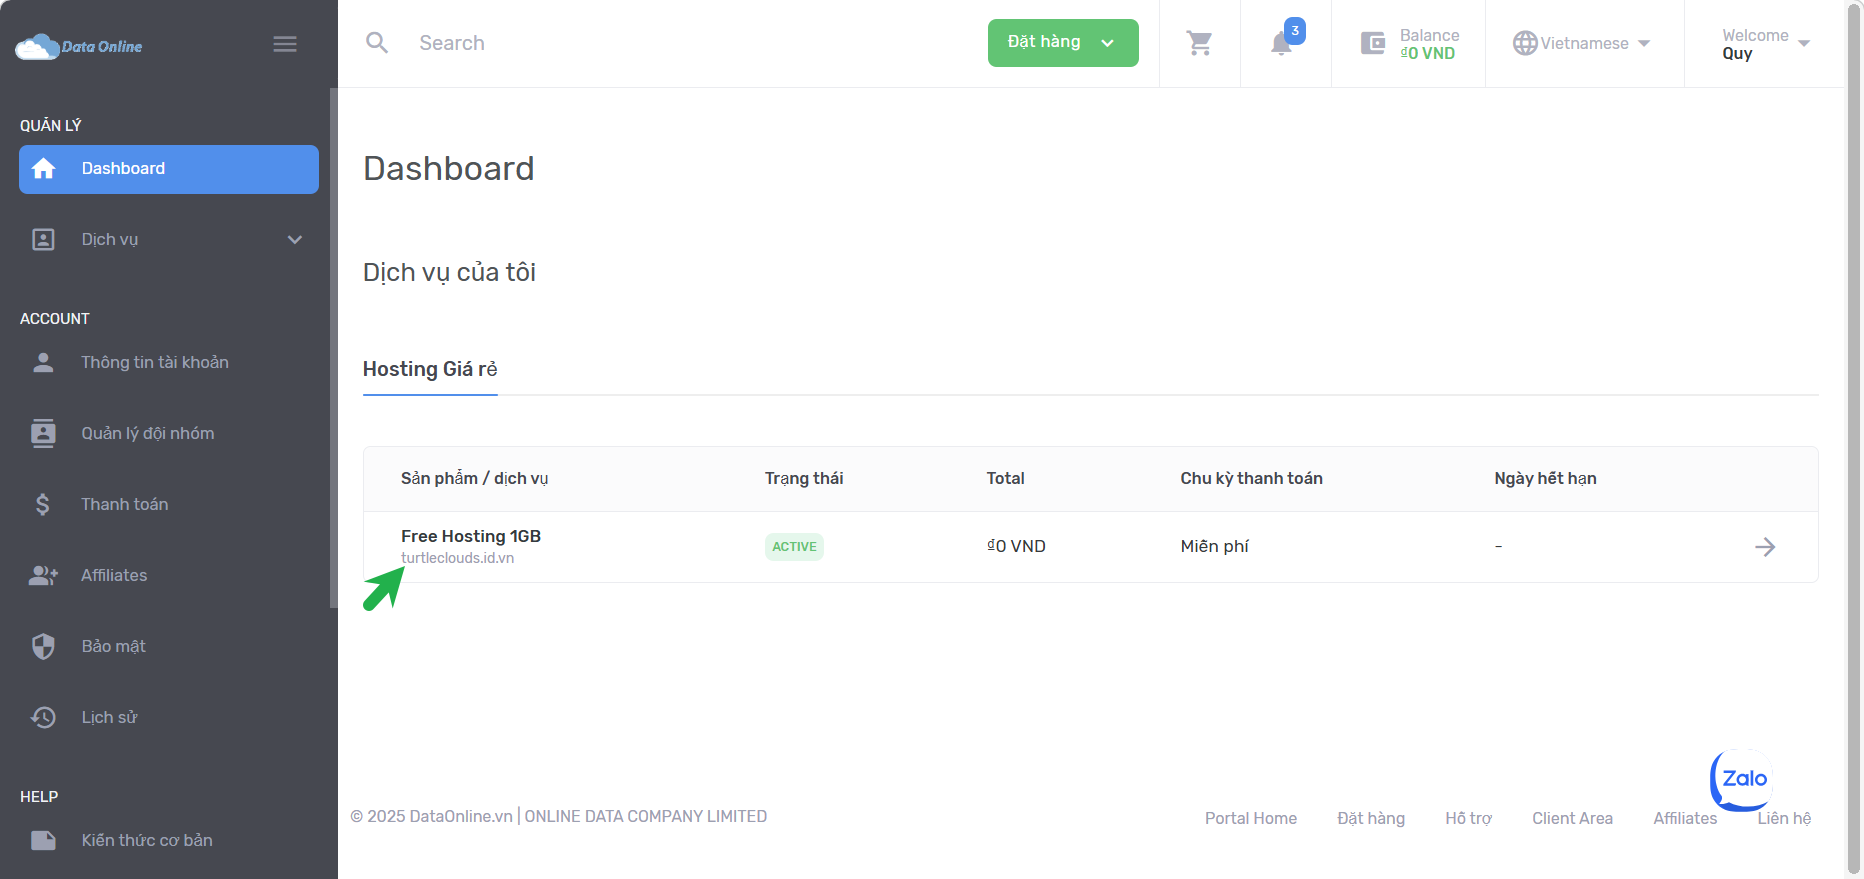 Data Online
Search
Đặt hàng
3
Balance
₫0 VND
Vietnamese
Welcome
Quy
QUẢN LÝ
Dashboard
Dịch vụ
ACCOUNT
Thông tin tài khoản
Quản lý đội nhóm
Thanh toán
Affiliates
Bảo mật
Lịch sử
HELP
Kiến thức cơ bản
Dashboard
Dịch vụ của tôi
Hosting Giá rẻ
Sản phẩm / dịch vụ Trạng thái Total Chu kỳ thanh toán Ngày hết hạn
Free Hosting 1GB
turtleclouds.id.vn
ACTIVE ₫0 VND Miễn phí -
Zalo
© 2025 DataOnline.vn | ONLINE DATA COMPANY LIMITED
Portal Home Đặt hàng Hỗ trợ Client Area Affiliates Liên hệ